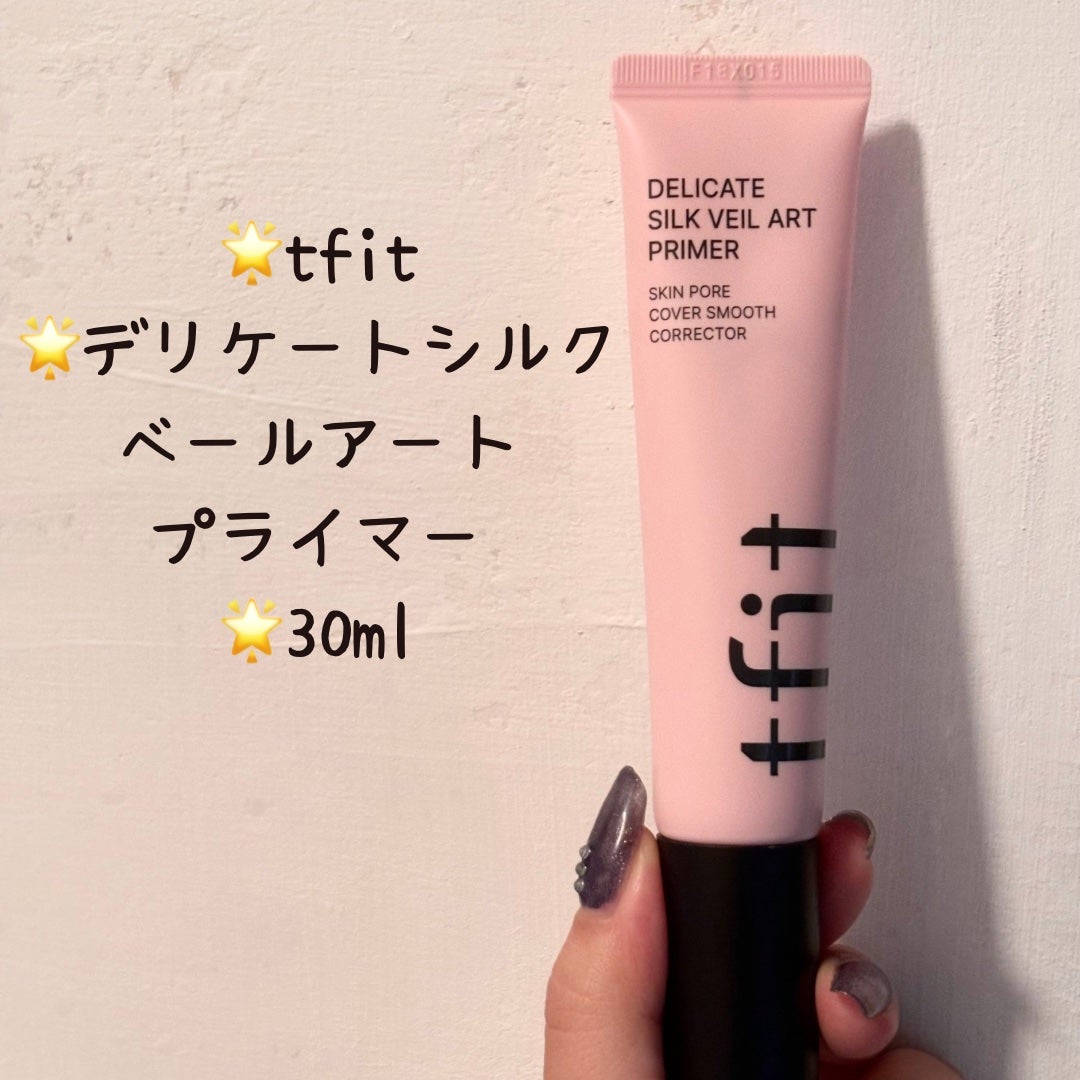 🌟tfit
🌟デリケートシルク
ベールアート
プライマー
🌟30ml
F18X015
DELICATE
SILK VEIL ART
PRIMER
SKIN PORE
COVER SMOOTH
CORRECTOR
tfit